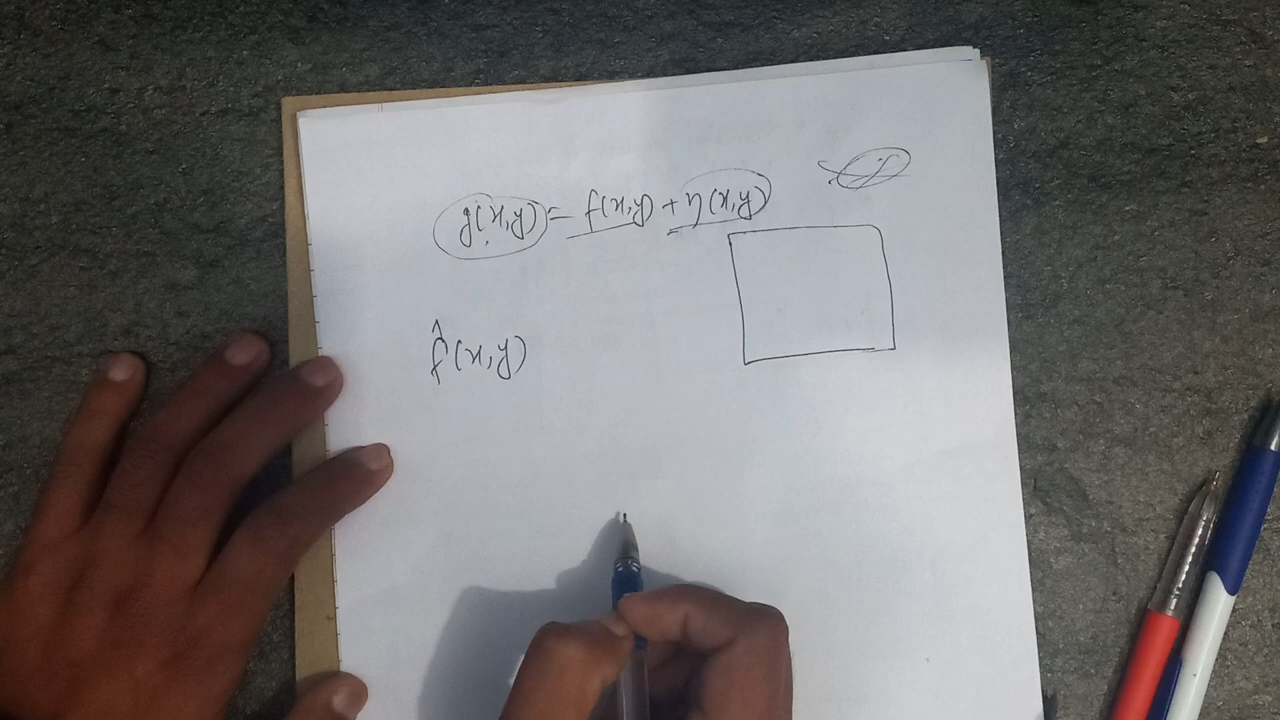 g(x,y) = f(x,y) + η(x,y)
f̂(x,y)